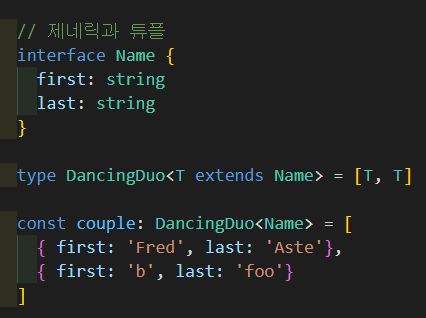 // 제네릭과 튜플
interface Name {
first: string
last: string
}
type DancingDuo<T extends Name> = [T, T]
const couple: DancingDuo<Name> = [
{ first: 'Fred', last: 'Aste'},
{ first: 'b', last: 'foo'}
]